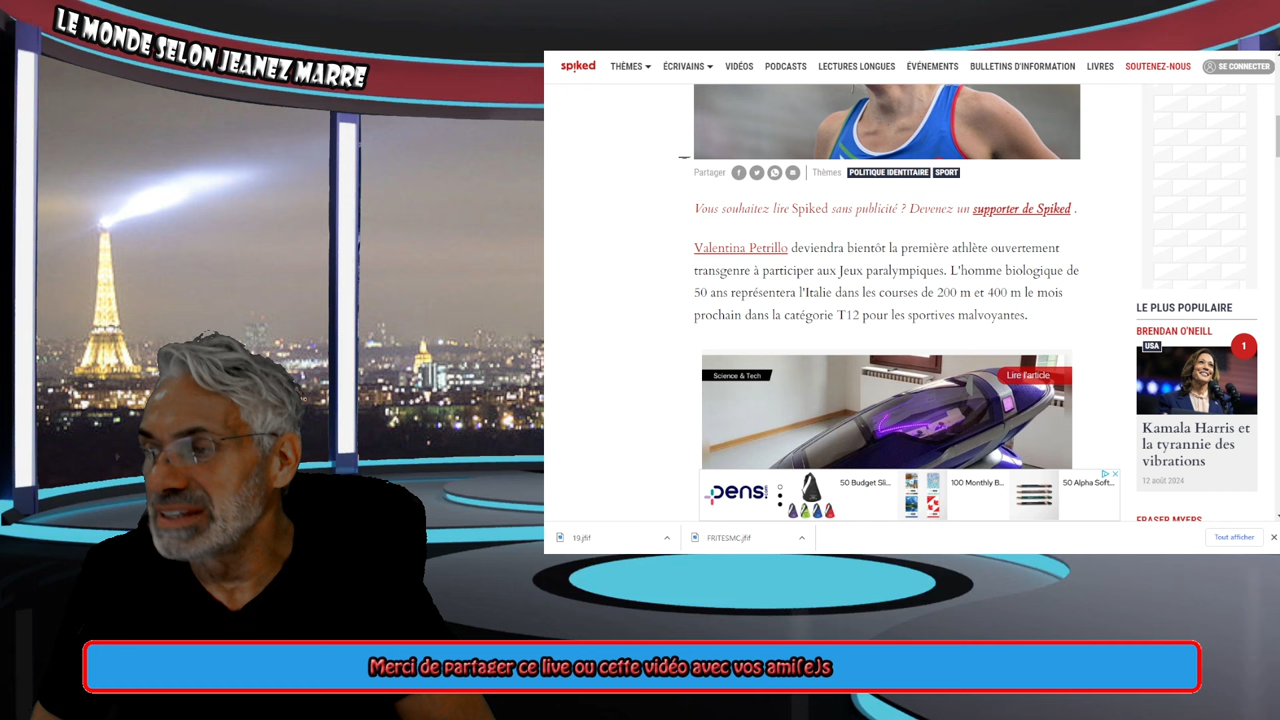 LE MONDE SELON JEANEZ MARRE
spiked THÈMES ÉCRIVAINS VIDÉOS PODCASTS LECTURES LONGUES ÉVÉNEMENTS BULLETINS D'INFORMATION LIVRES SOUTENEZ-NOUS SE CONNECTER
Partager Thèmes POLITIQUE IDENTITAIRE SPORT
Vous souhaitez lire Spiked sans publicité ? Devenez un supporter de Spiked .
Valentina Petrillo deviendra bientôt la première athlète ouvertement
transgenre à participer aux Jeux paralympiques. L'homme biologique de
50 ans représentera l'Italie dans les courses de 200 m et 400 m le mois
prochain dans la catégorie T12 pour les sportives malvoyantes.
Science & Tech
Lire l'article
pens
50 Budget Sli...
100 Monthly B...
50 Alpha Soft...
LE PLUS POPULAIRE
BRENDAN O'NEILL
USA
1
Kamala Harris et
la tyrannie des
vibrations
12 août 2024
FRASER MYERS
19.jfif
FRITESMC.jfif
Tout afficher
Merci de partager ce live ou cette vidéo avec vos ami(e)s